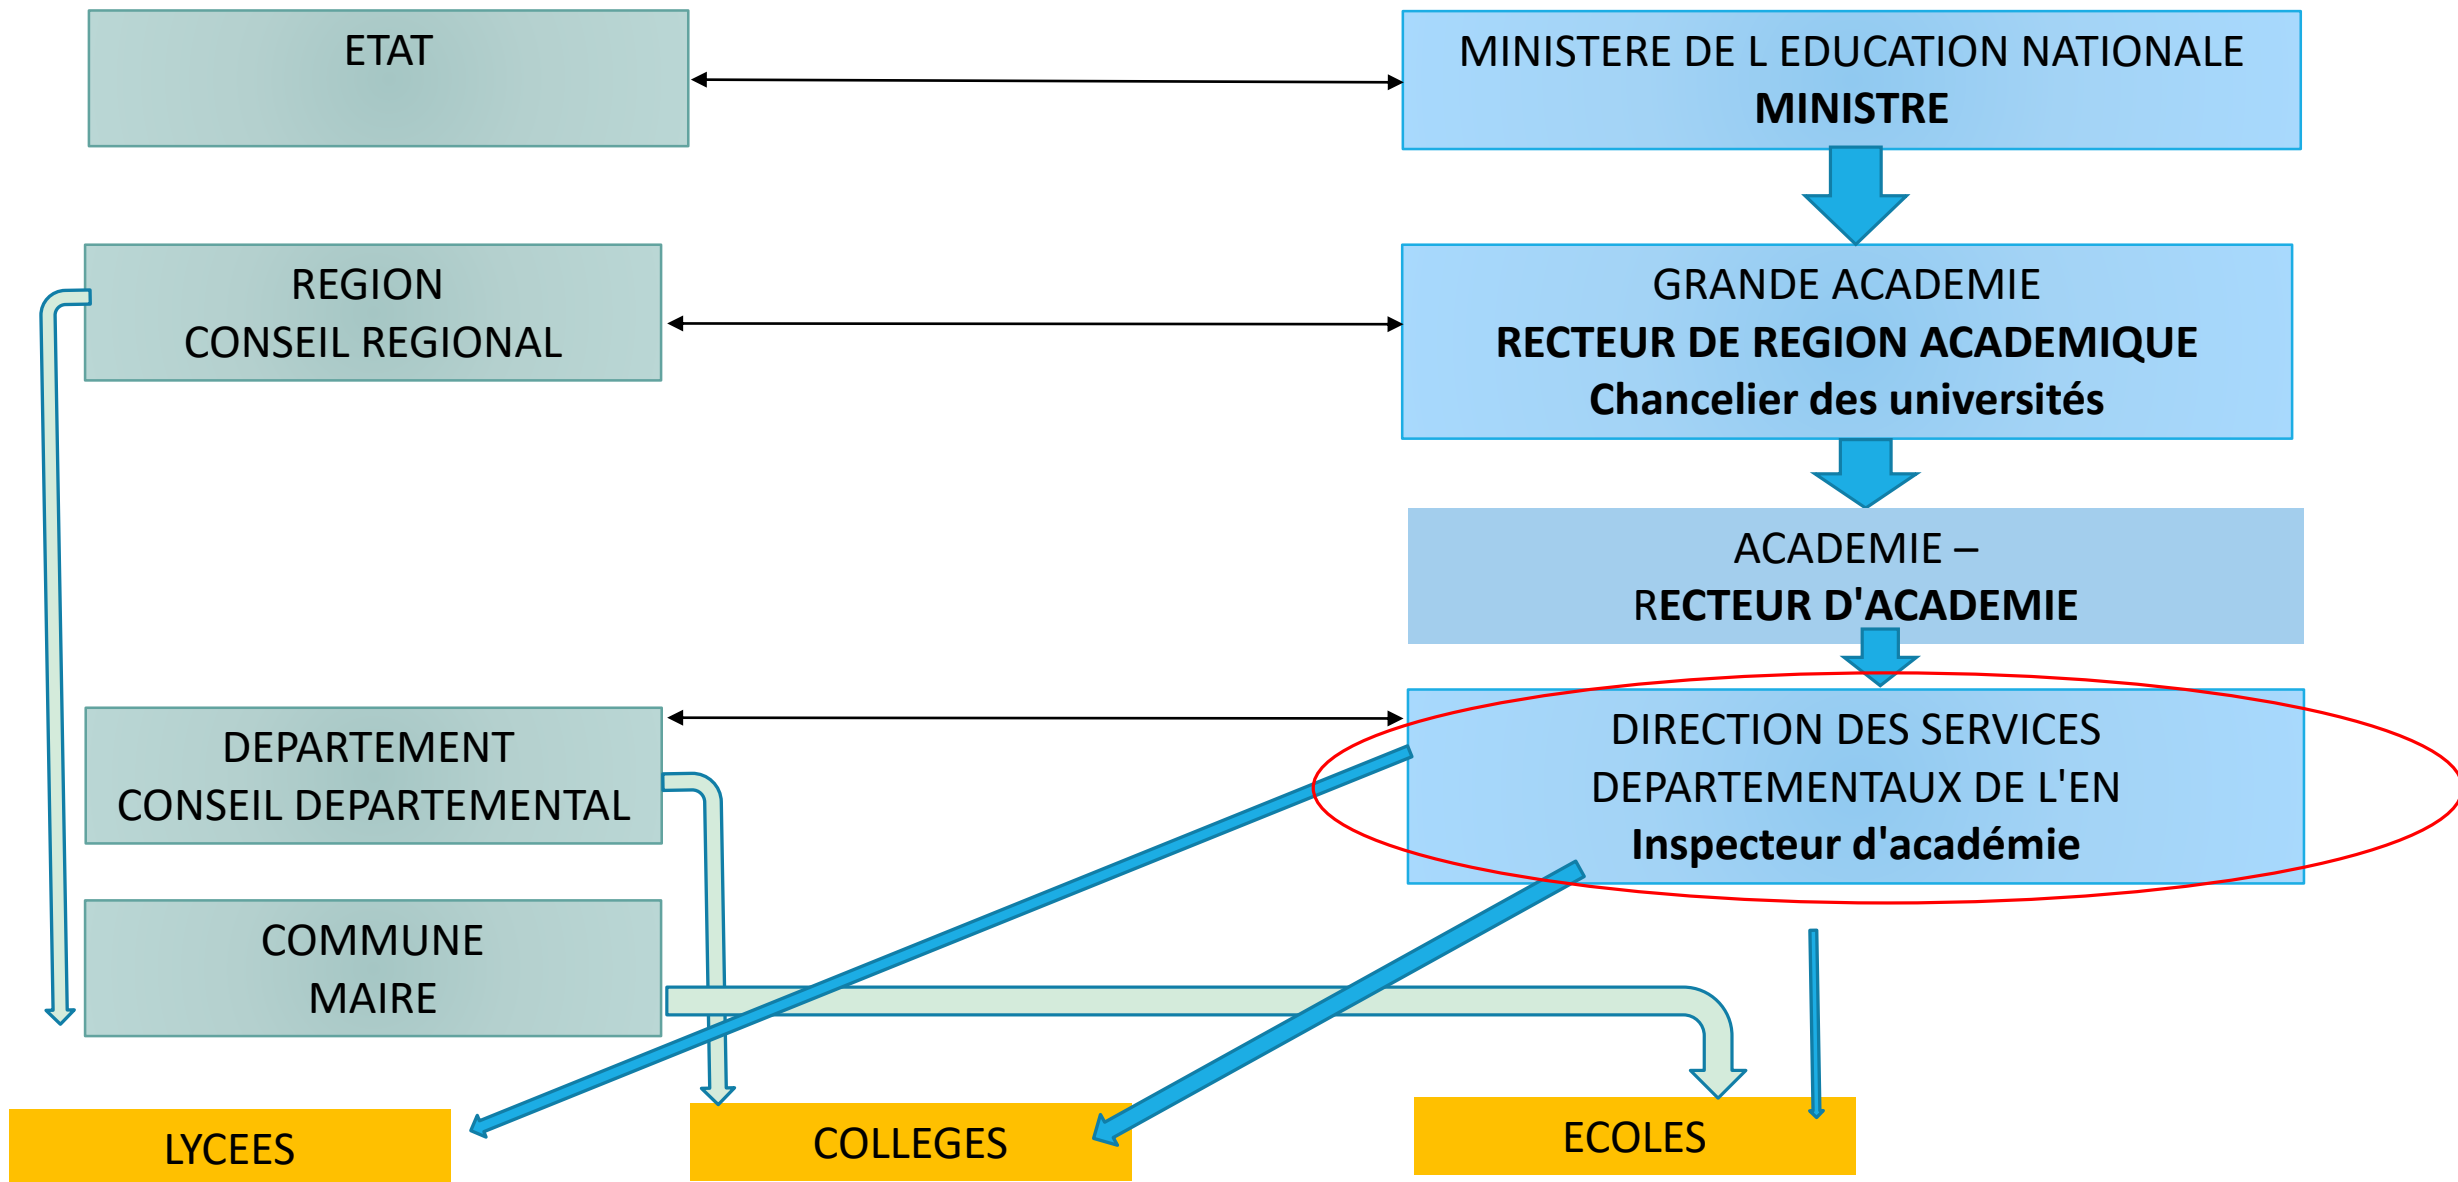 ETAT
MINISTERE DE L EDUCATION NATIONALE
MINISTRE
REGION
CONSEIL REGIONAL
GRANDE ACADEMIE
RECTEUR DE REGION ACADEMIQUE
Chancelier des universités
ACADEMIE –
RECTEUR D'ACADEMIE
DEPARTEMENT
CONSEIL DEPARTEMENTAL
DIRECTION DES SERVICES
DEPARTEMENTAUX DE L'EN
Inspecteur d'académie
COMMUNE
MAIRE
LYCEES
COLLEGES
ECOLES